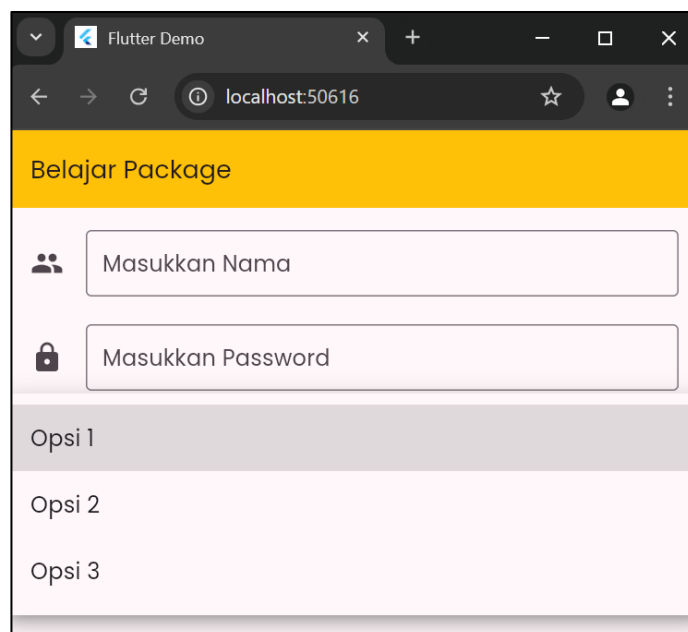 Flutter Demo
localhost:50616
Belajar Package
Masukkan Nama
Masukkan Password
Opsi 1
Opsi 2
Opsi 3